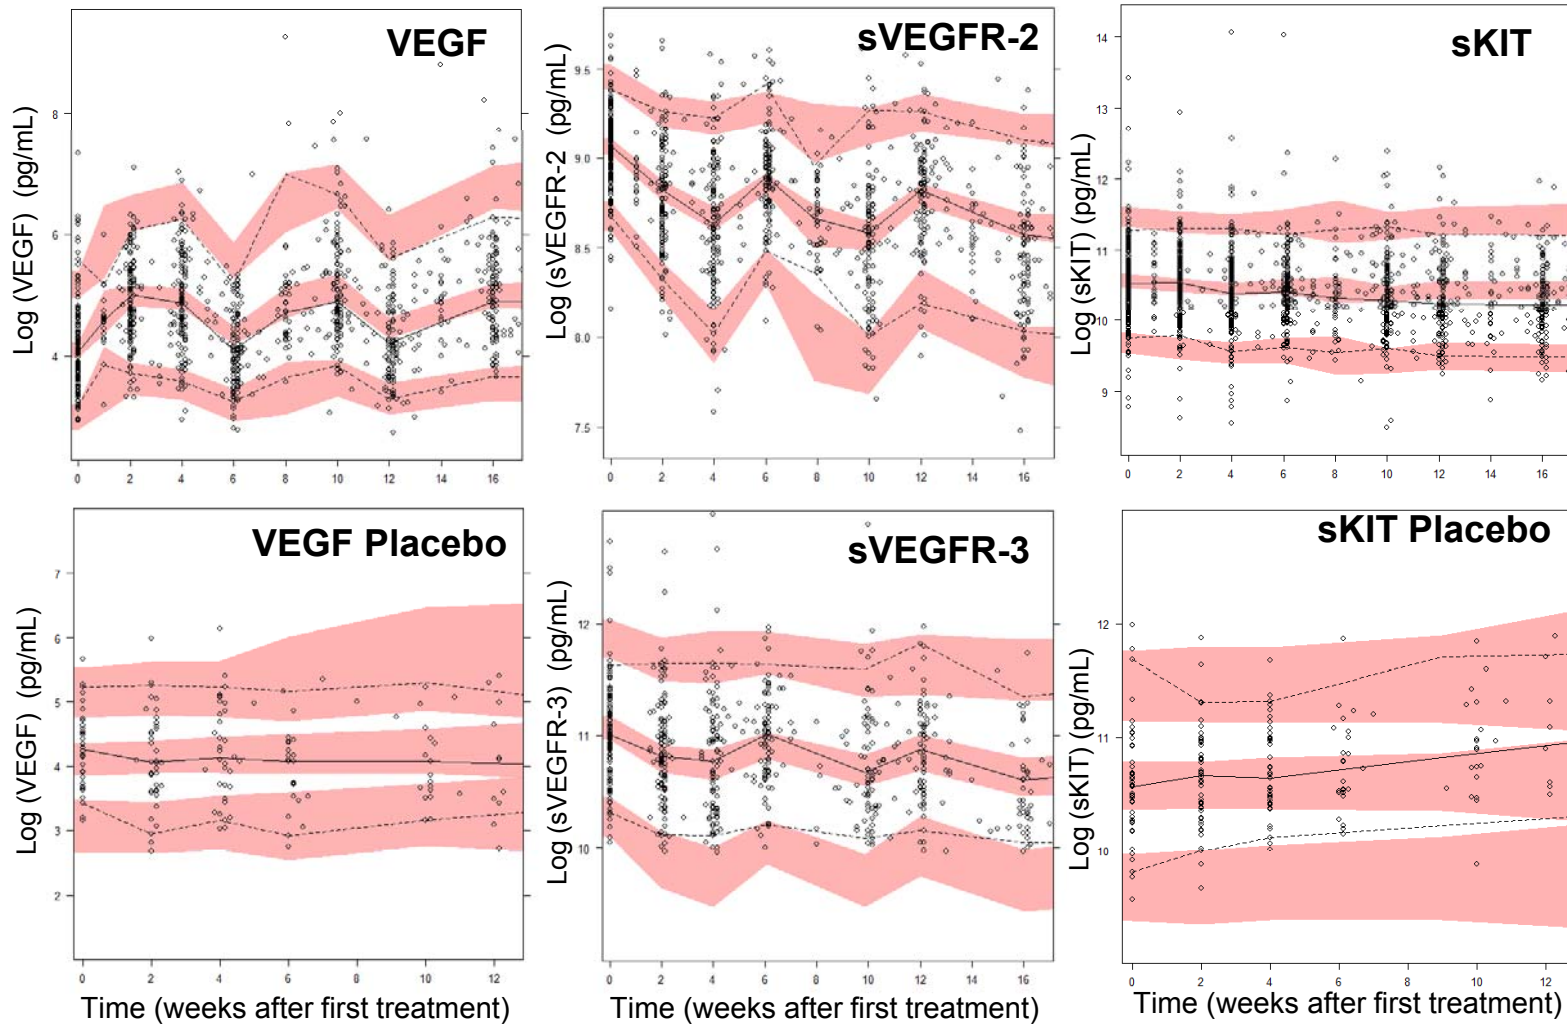 VEGF
Log (VEGF) (pg/mL)
8
6
4
0 2 4 6 8 10 12 14 16
sVEGFR-2
Log (sVEGFR-2 (pg/mL)
9.5
9.0
8.5
8.0
7.5
0 2 4 6 8 10 12 14 16
sKIT
Log (sKIT) (pg/mL)
14
13
12
11
10
9
0 2 4 6 8 10 12 14 16
VEGF Placebo
Log (VEGF) (pg/mL)
7
6
5
4
3
2
0 2 4 6 8 10 12
Time (weeks after first treatment)
sVEGFR-3
Log (sVEGFR-3) (pg/mL)
12
11
10
0 2 4 6 8 10 12 14 16
Time (weeks after first treatment)
sKIT Placebo
Log (sKIT) (pg/mL)
12
11
10
0 2 4 6 8 10 12
Time (weeks after first treatment)